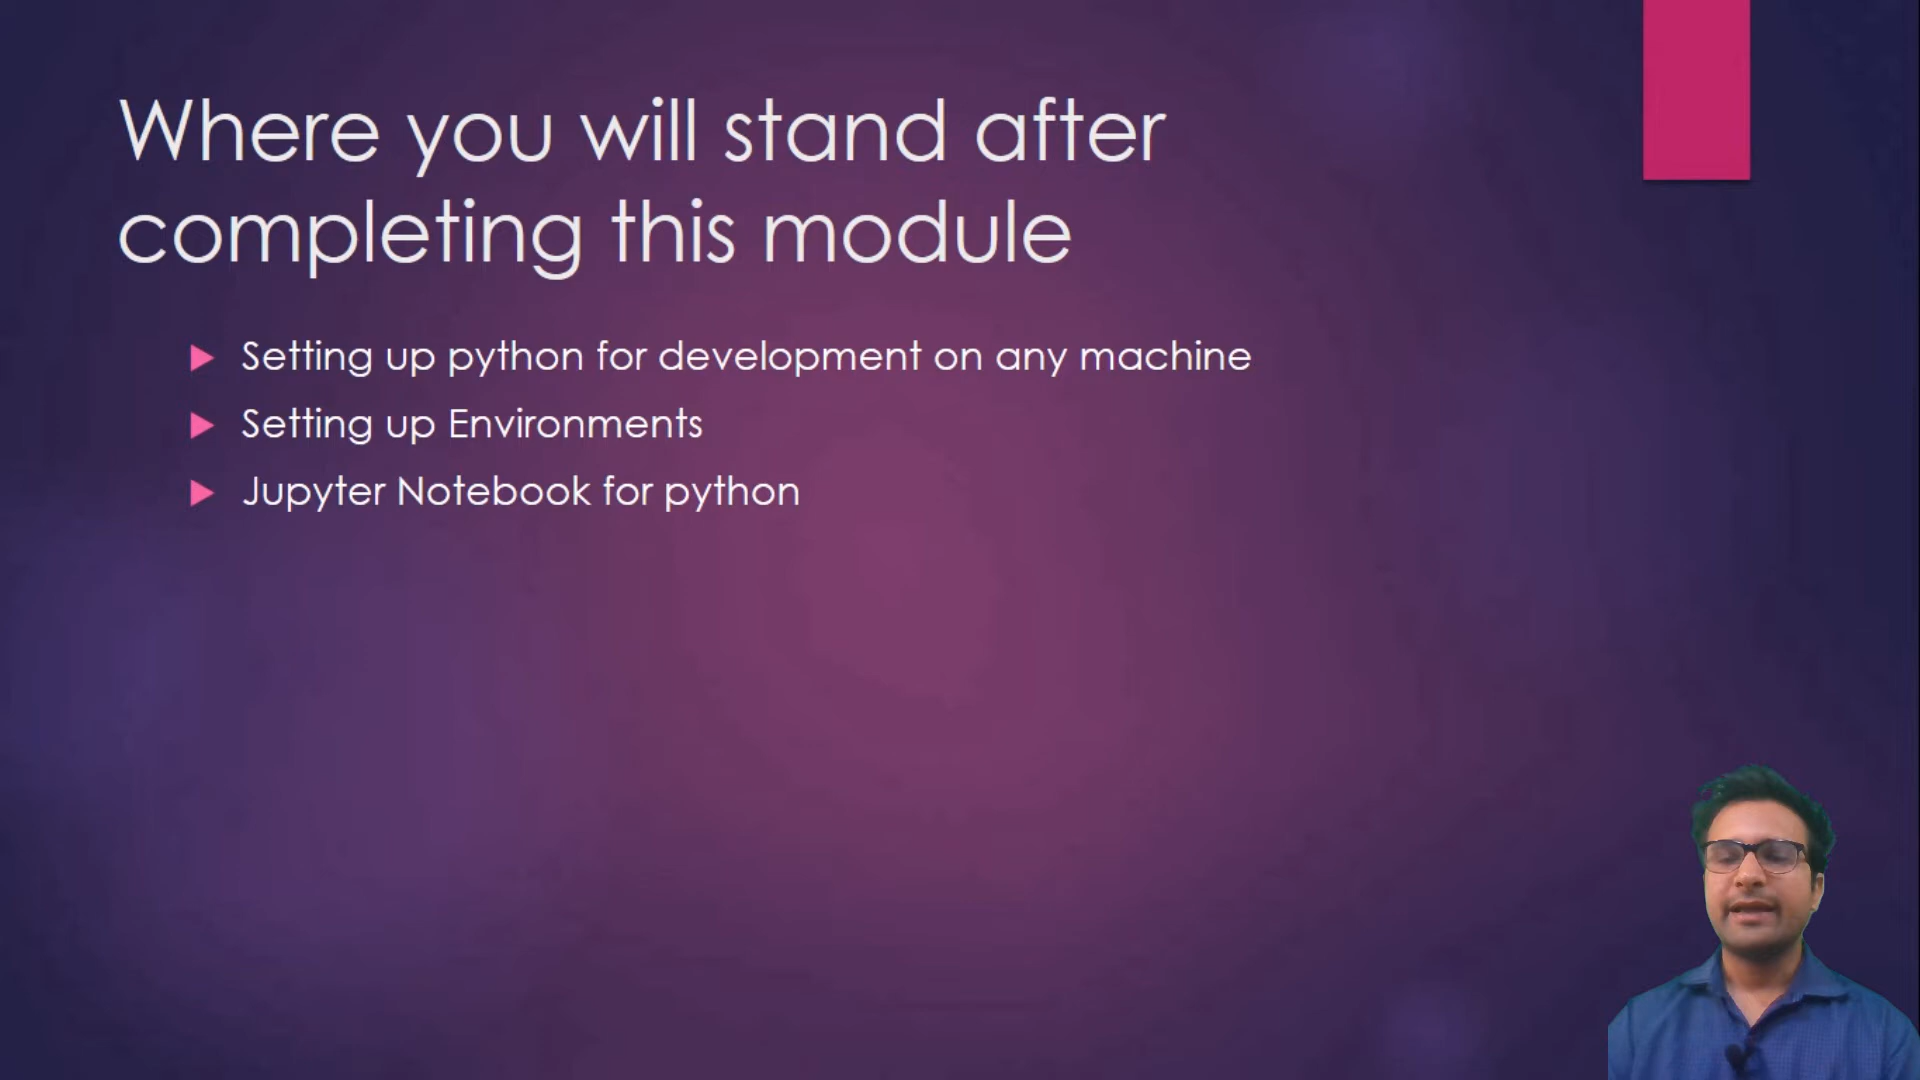 Where you will stand after
completing this module
Setting up python for development on any machine
Setting up Environments
Jupyter Notebook for python